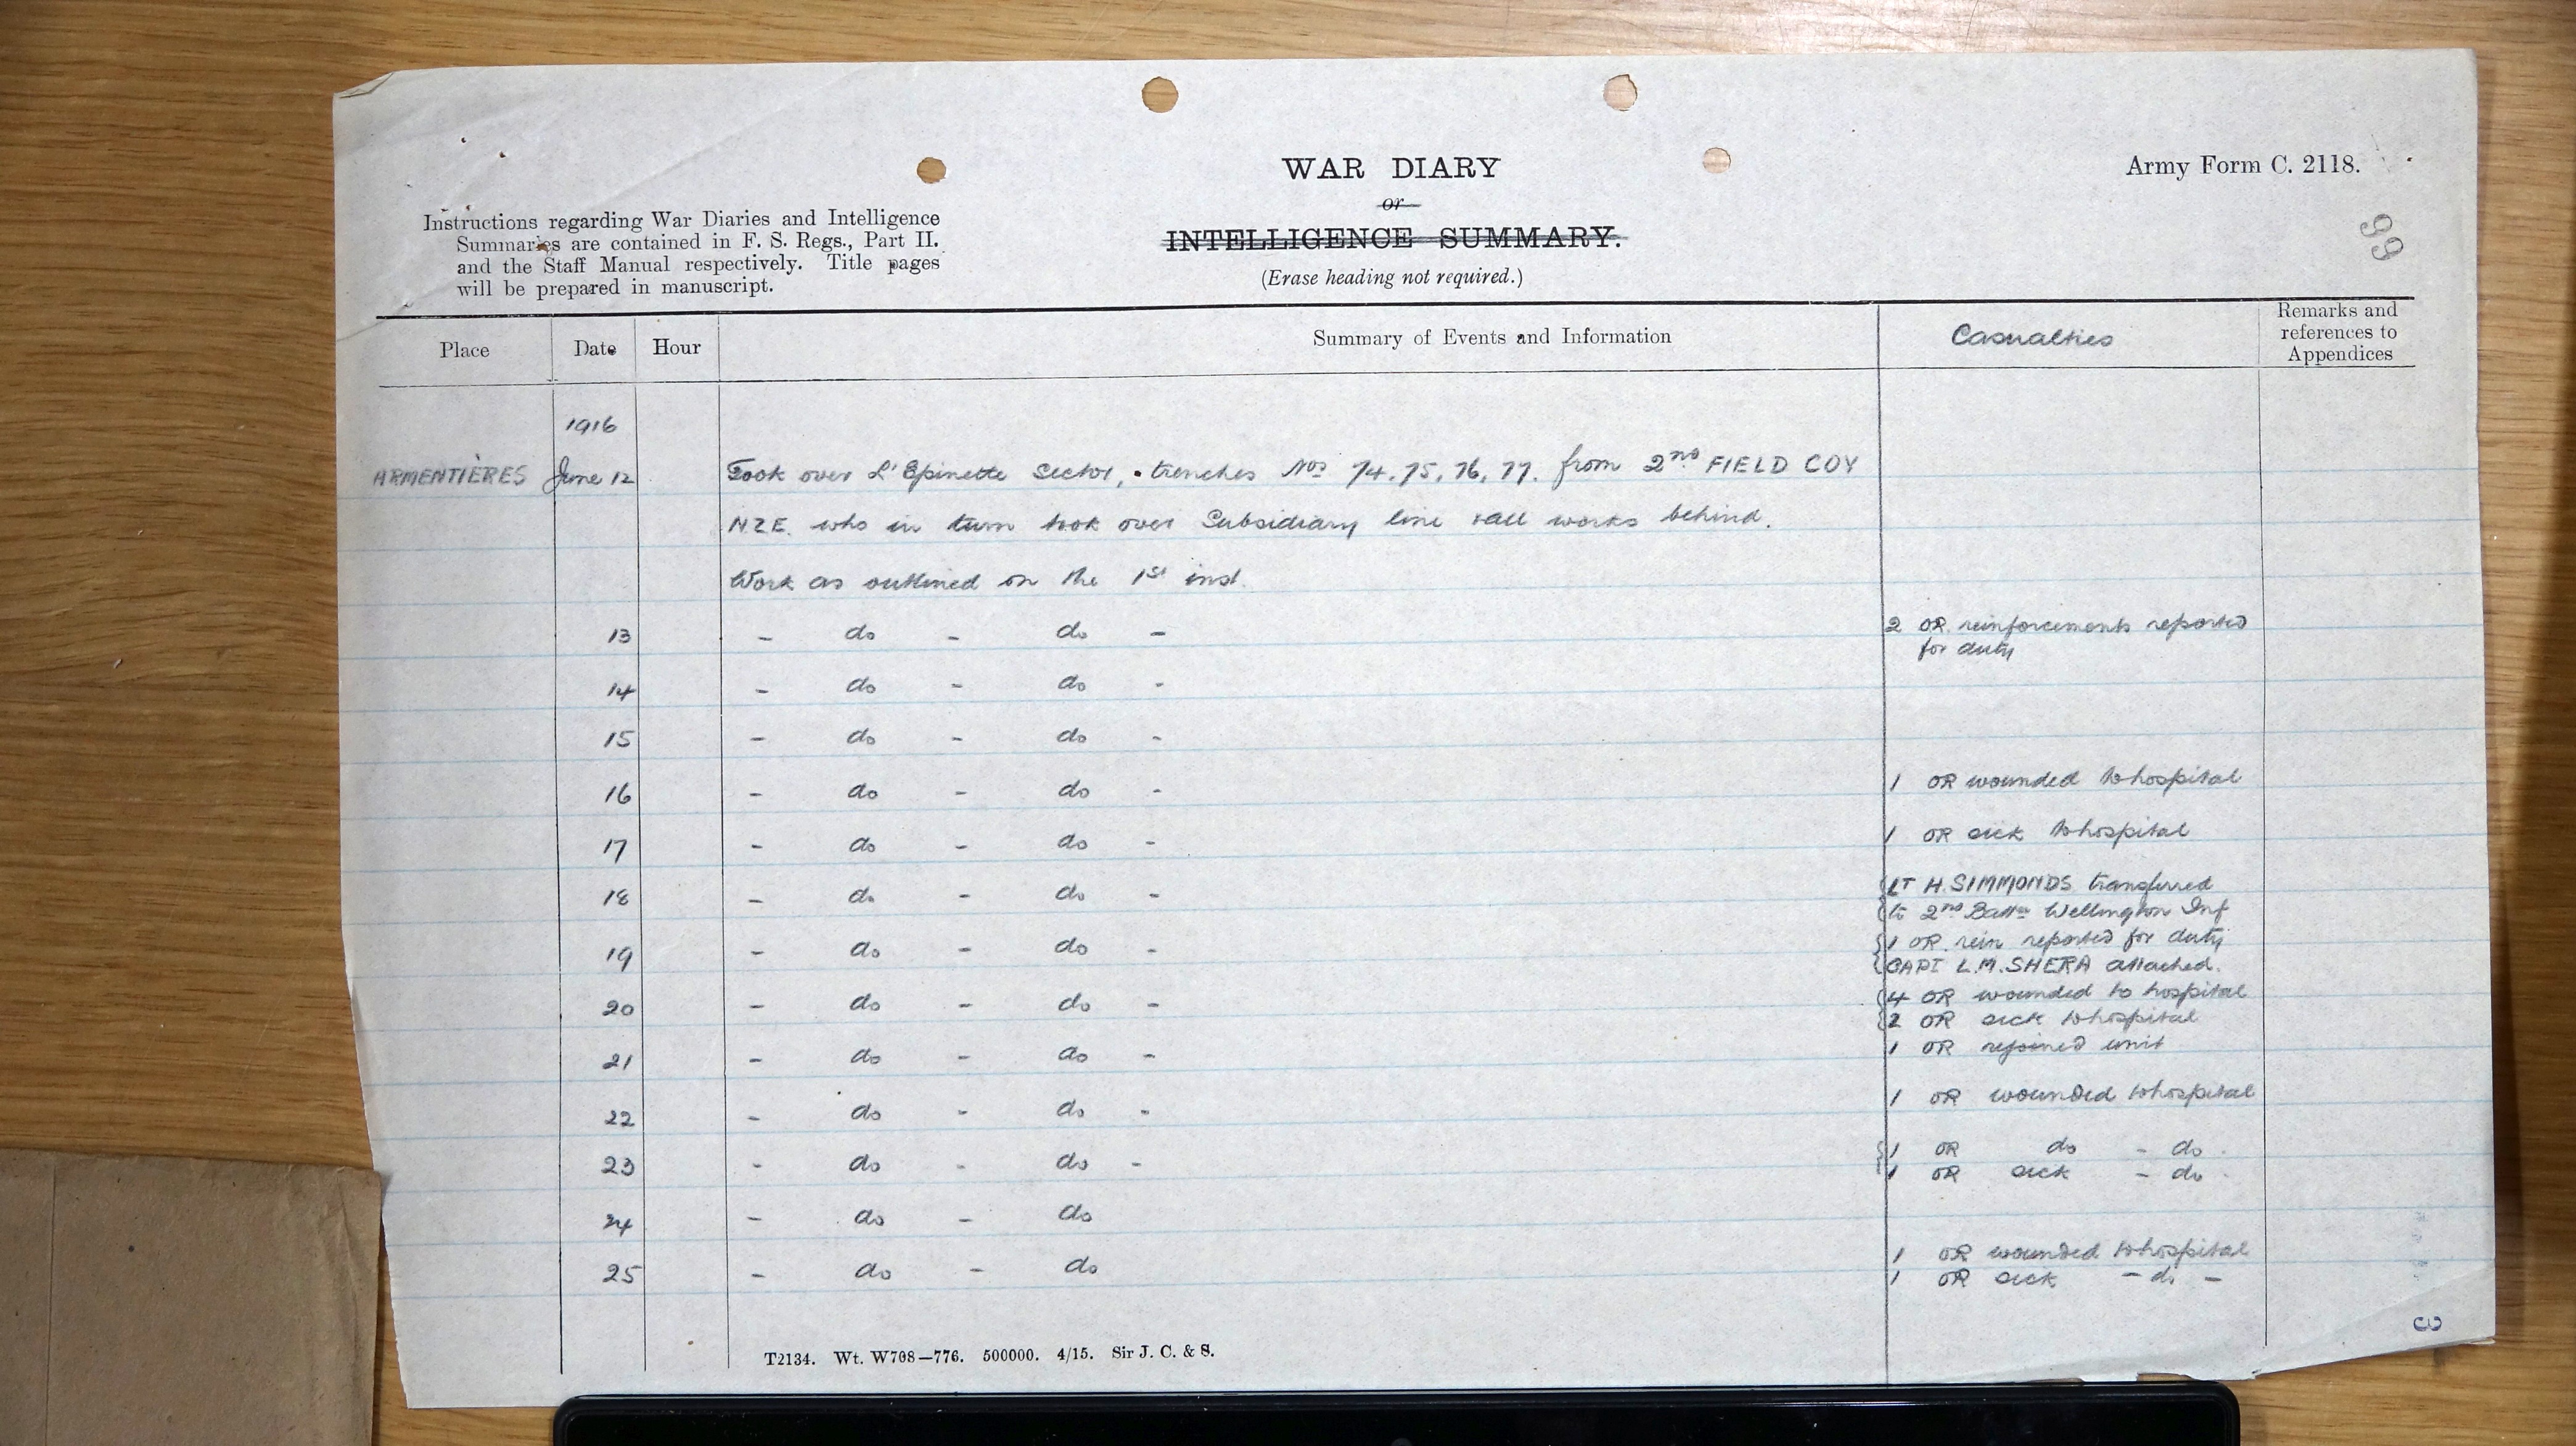 WAR DIARY
or
INTELLIGENCE SUMMARY.
(Erase heading not required.)
Army Form C. 2118.
99
Instructions regarding War Diaries and Intelligence
Summaries are contained in F. S. Regs., Part II.
and the Staff Manual respectively. Title pages
will be prepared in manuscript.
Place Date Hour Summary of Events and Information Casualties Remarks and references to Appendices
1916
ARMENTIÈRES June 12 Took over L'Epinette Sector, trenches Nos 74, 75, 76, 77. from 2nd FIELD COY
N.Z.E. who in turn took over Subsidiary line + all works behind.
Work as outlined on the 1st inst.
13 - do - do - 2 OR reinforcements reported
for duty
14 - do - do -
15 - do - do -
16 - do - do - 1 OR wounded to hospital
17 - do - do - 1 OR sick to hospital
18 - do - do - LT H. SIMMONDS transferred
to 2nd Battn Wellington Inf
19 - do - do - 1 OR. rein reported for duty
CAPT L.M. SHERA attached.
20 - do - do - 4 OR wounded to hospital
2 OR sick to hospital
21 - do - do - 1 OR rejoined unit
22 - do - do - 1 OR wounded to hospital
23 - do - do - 1 OR do - do
1 OR sick - do
24 - do - do
25 - do - do 1 OR wounded to hospital
1 OR sick - do -
T2134. Wt. W708—776. 500000. 4/15. Sir J. C. & S.
3